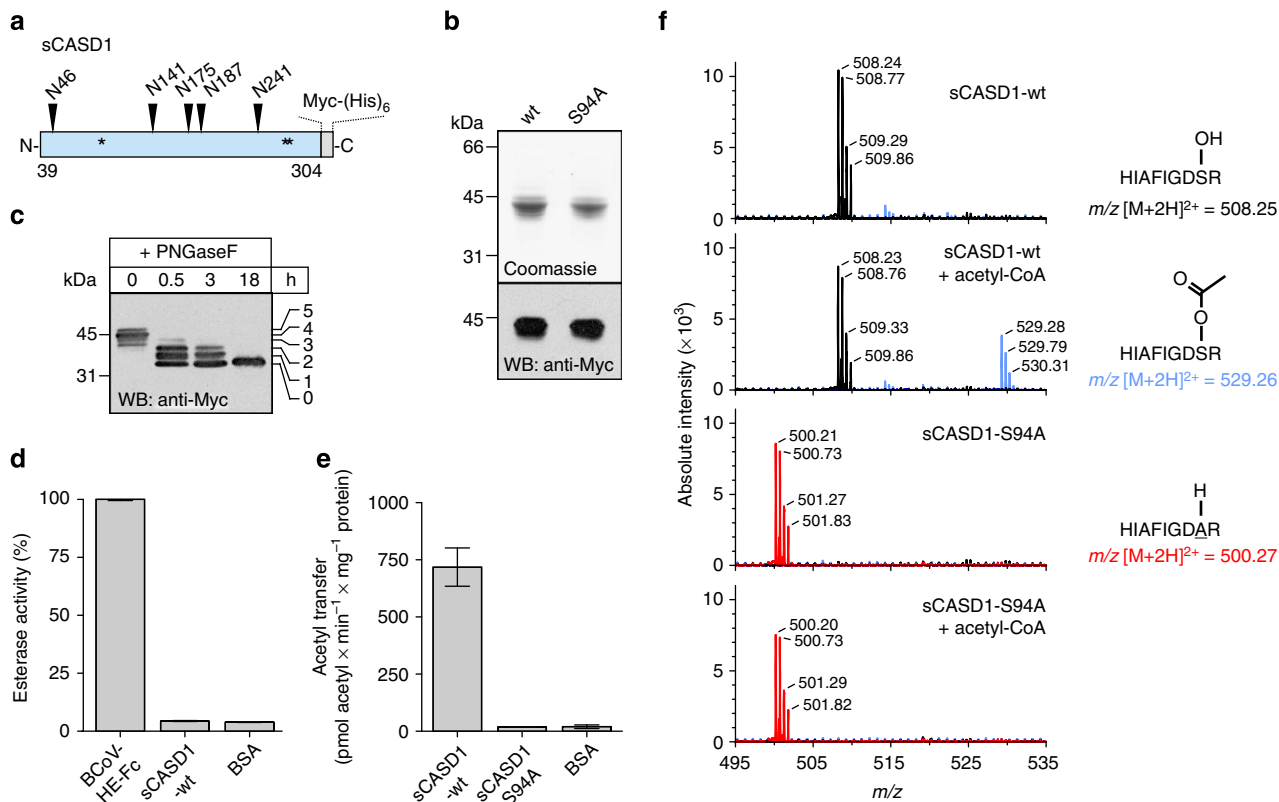 a
sCASD1
N46
N141
N175
N187
N241
Myc-(His)6
N-
* **
-C
39
304
b
wt
S94A
kDa
66
45
31
Coomassie
45
WB: anti-Myc
c
+ PNGaseF
kDa
0 0.5 3 18 h
45
31
5
4
3
2
1
0
WB: anti-Myc
d
Esterase activity (%)
100
75
50
25
0
BCoV-HE-Fc
sCASD1-wt
BSA
e
Acetyl transfer
(pmol acetyl × min⁻¹ × mg⁻¹ protein)
1000
750
500
250
0
sCASD1-wt
sCASD1 S94A
BSA
f
Absolute intensity (×10³)
10
5
0
508.24
508.77
509.29
509.86
sCASD1-wt
OH
HIAFIGDSR
m/z [M+2H]²⁺ = 508.25
10
5
0
508.23
508.76
509.33
509.86
sCASD1-wt
+ acetyl-CoA
529.28
529.79
530.31
O
O
HIAFIGDSR
m/z [M+2H]²⁺ = 529.26
10
5
0
500.21
500.73
501.27
501.83
sCASD1-S94A
H
HIAFIGDAR
m/z [M+2H]²⁺ = 500.27
10
5
0
500.20
500.73
501.29
501.82
sCASD1-S94A
+ acetyl-CoA
495 505 515 525 535
m/z